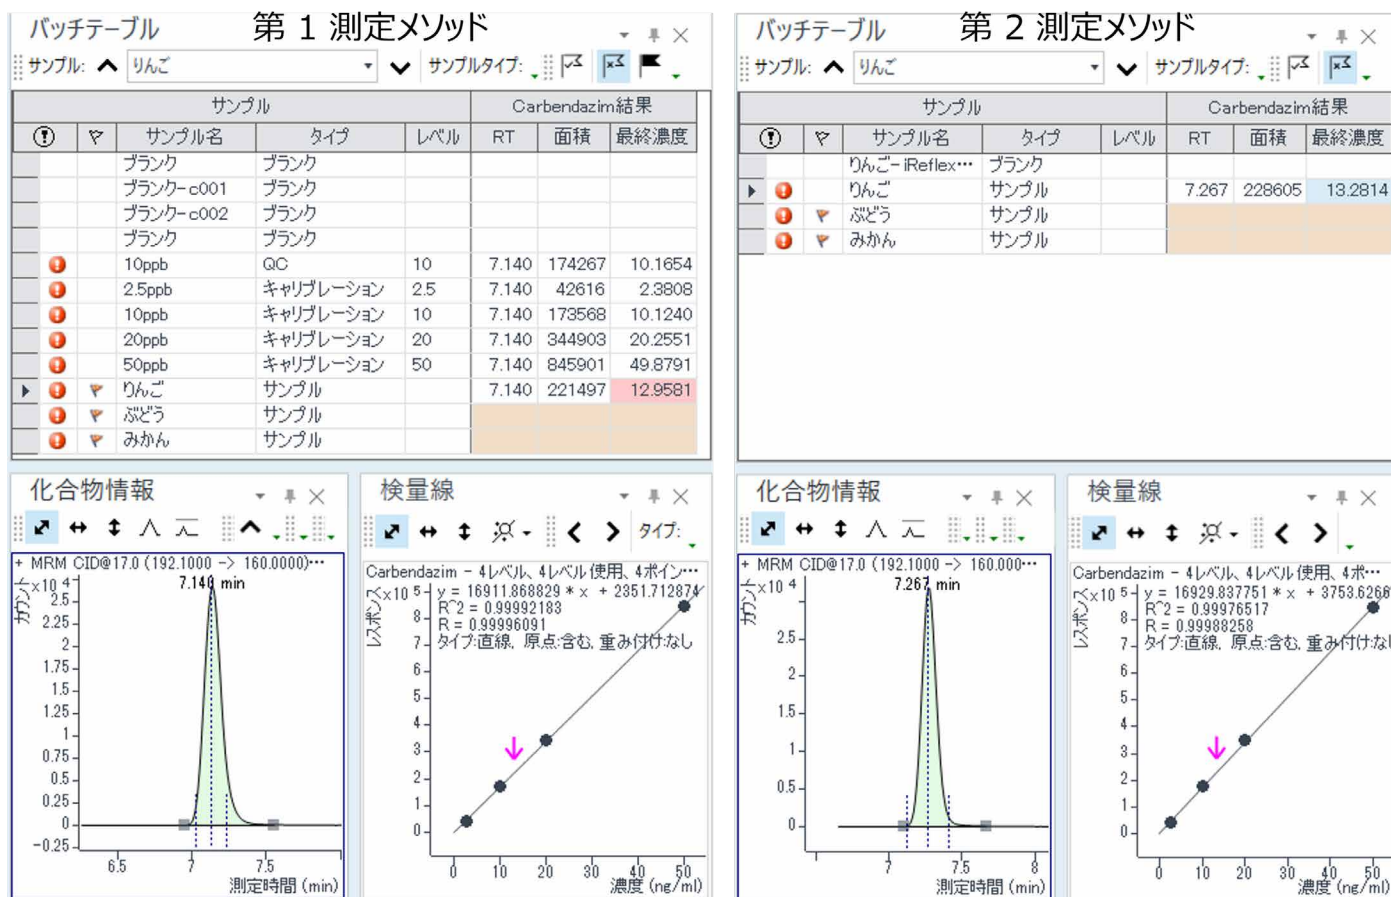 第 1 測定メソッド
バッチテーブル
サンプル: りんご サンプルタイプ:
サンプル Carbendazim結果
サンプル名 タイプ レベル RT 面積 最終濃度
ブランク ブランク
ブランク-c001 ブランク
ブランク-c002 ブランク
ブランク ブランク
10ppb QC 10 7.140 174267 10.1654
2.5ppb キャリブレーション 2.5 7.140 42616 2.3808
10ppb キャリブレーション 10 7.140 173568 10.1240
20ppb キャリブレーション 20 7.140 344903 20.2551
50ppb キャリブレーション 50 7.140 845901 49.8791
りんご サンプル 7.140 221497 12.9581
ぶどう サンプル
みかん サンプル
化合物情報
+ MRM CID@17.0 (192.1000 -> 160.0000)…
カウント
x10 4
7.140 min
2.5
2.25
2
1.75
1.5
1.25
1
0.75
0.5
0.25
0
-0.25
6.5 7 7.5
測定時間 (min)
検量線
タイプ:
Carbendazim - 4レベル、4レベル 使用、4ポイン…
レスポンス
x10 5
y = 16911.868829 * x + 2351.712874
R^2 = 0.99992183
R = 0.99996091
タイプ:直線, 原点:含む, 重み付け:なし
8
7
6
5
4
3
2
1
0
0 10 20 30 40 50
濃度 (ng/ml)
第 2 測定メソッド
バッチテーブル
サンプル: りんご サンプルタイプ:
サンプル Carbendazim結果
サンプル名 タイプ レベル RT 面積 最終濃度
りんご-iReflex… ブランク
りんご サンプル 7.267 228605 13.2814
ぶどう サンプル
みかん サンプル
化合物情報
+ MRM CID@17.0 (192.1000 -> 160.000…
カウント
x10 4
7.267 min
2.5
2
1.5
1
0.5
0
7 7.5 8
測定時間 (min)
検量線
Carbendazim - 4レベル、4レベル 使用、4ポ…
レスポンス
x10 5
y = 16929.837751 * x + 3753.6266
R^2 = 0.99976517
R = 0.99988258
タイプ:直線, 原点:含む, 重み付け:なし
8
7
6
5
4
3
2
1
0
0 10 20 30 40 50
濃度 (ng/ml)